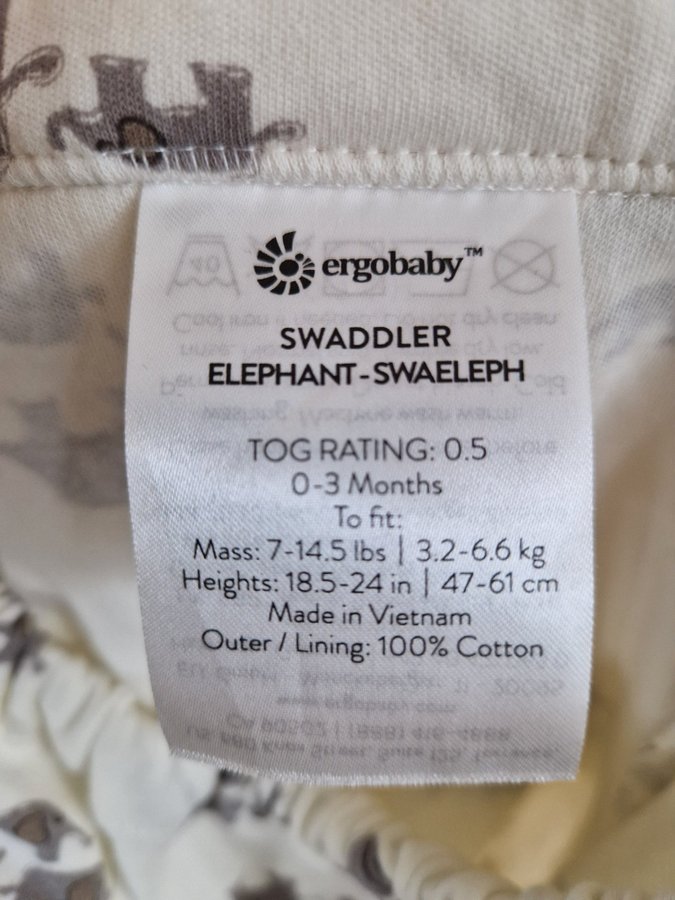 ergobaby™
SWADDLER
ELEPHANT-SWAELEPH
TOG RATING: 0.5
0-3 Months
To fit:
Mass: 7-14.5 lbs | 3.2-6.6 kg
Heights: 18.5-24 in | 47-61 cm
Made in Vietnam
Outer / Lining: 100% Cotton